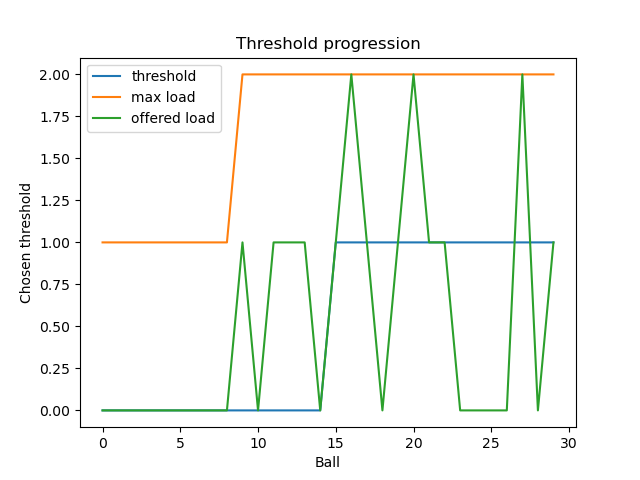 Threshold progression
threshold
max load
offered load
2.00
1.75
1.50
1.25
1.00
0.75
0.50
0.25
0.00
Chosen threshold
0 5 10 15 20 25 30
Ball